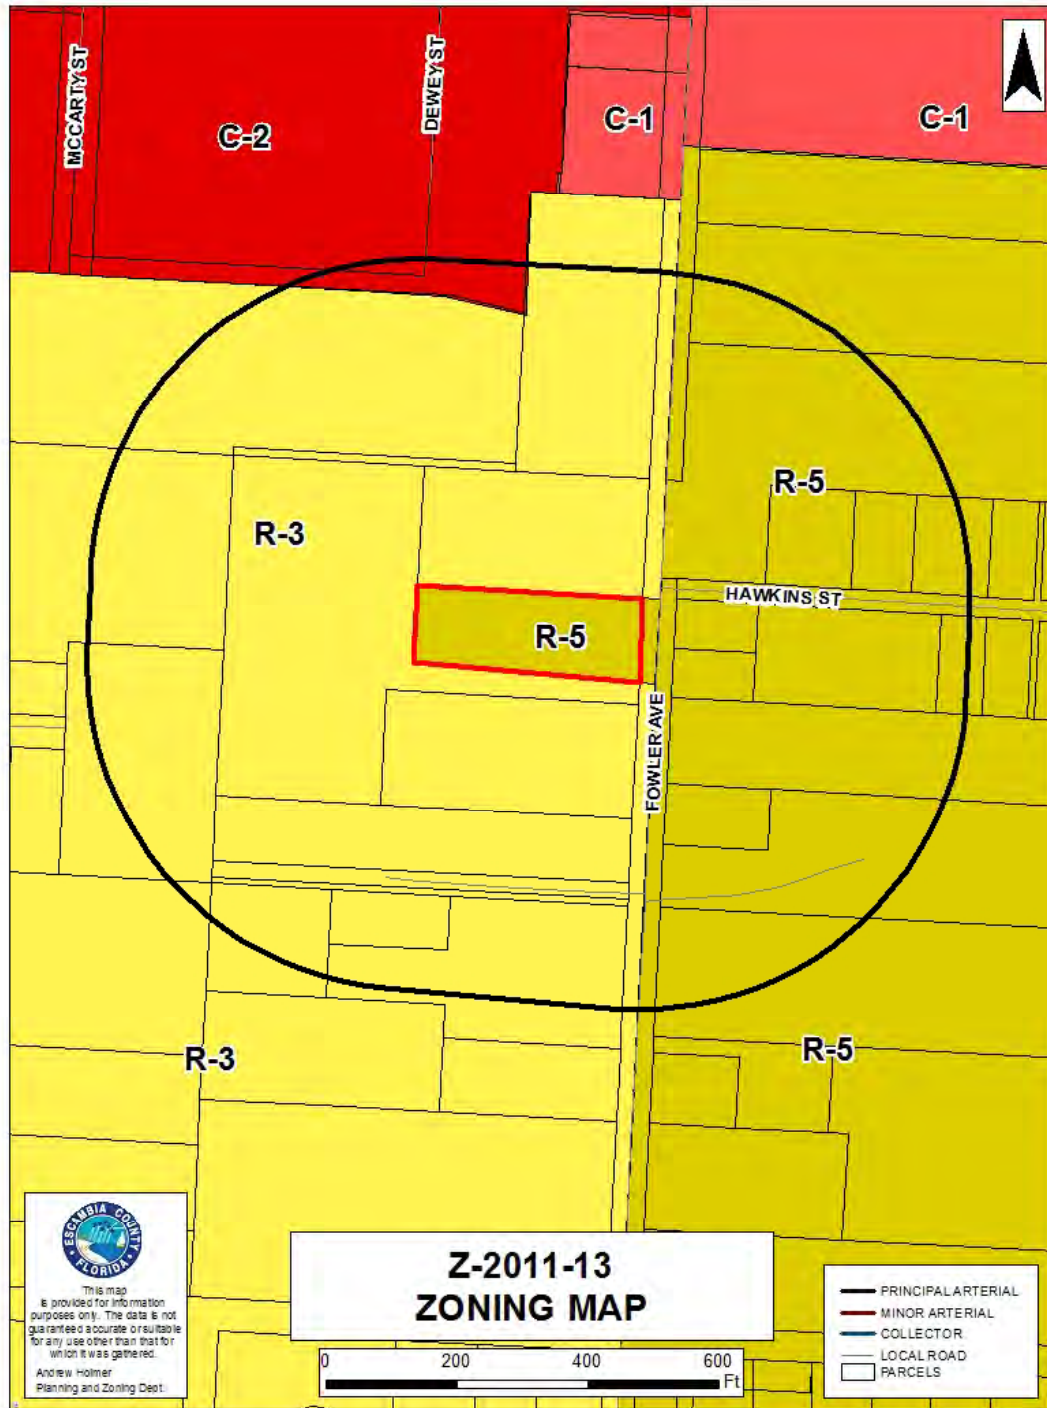 MCCARTY ST
DEWEY ST
C-2
C-1
C-1
R-3
R-5
HAWKINS ST
R-5
FOWLER AVE
R-3
R-5
ESCAMBIA COUNTY
FLORIDA
This map
is provided for information
purposes only. The data is not
guaranteed accurate or suitable
for any use other than that for
which it was gathered.
Andrew Holmer
Planning and Zoning Dept.
Z-2011-13
ZONING MAP
0 200 400 600
Ft
PRINCIPAL ARTERIAL
MINOR ARTERIAL
COLLECTOR
LOCAL ROAD
PARCELS